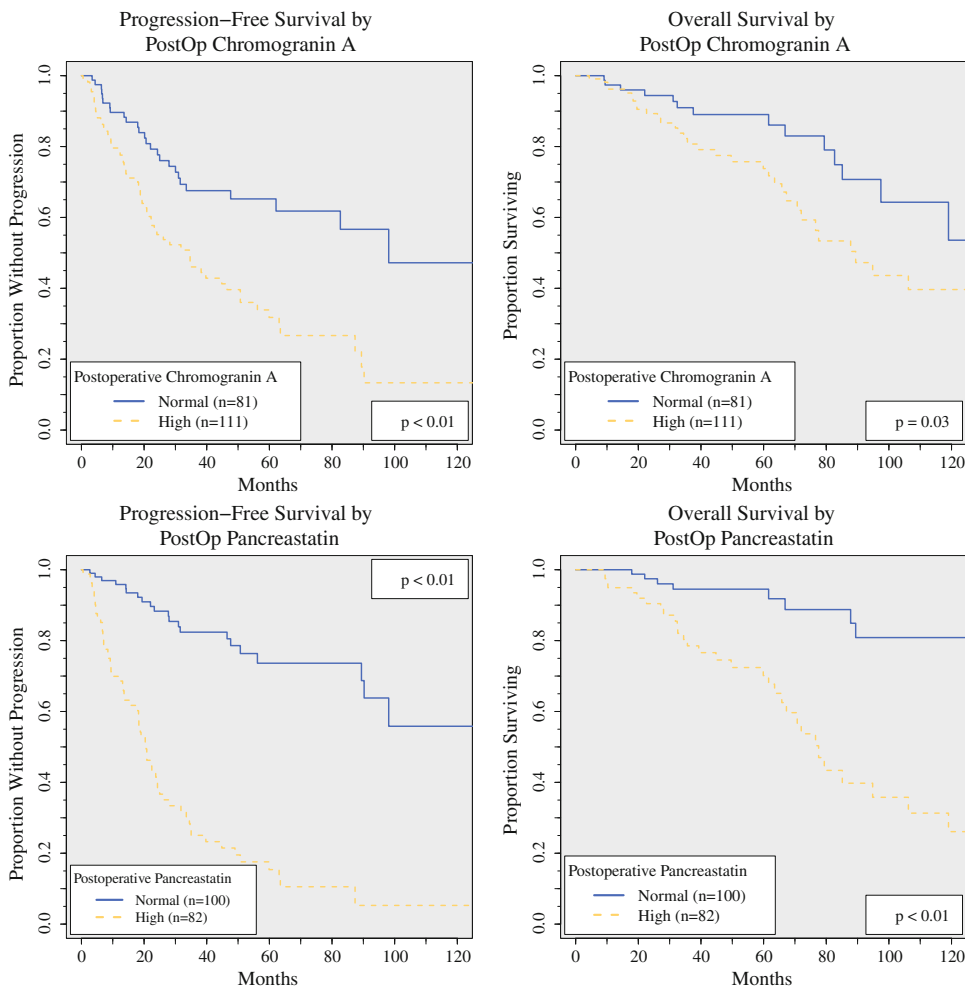 Progression−Free Survival by
PostOp Chromogranin A
Proportion Without Progression
1.0
0.8
0.6
0.4
0.2
0.0
Postoperative Chromogranin A
Normal (n=81)
High (n=111)
p < 0.01
0 20 40 60 80 100 120
Months
Overall Survival by
PostOp Chromogranin A
Proportion Surviving
1.0
0.8
0.6
0.4
0.2
0.0
Postoperative Chromogranin A
Normal (n=81)
High (n=111)
p = 0.03
0 20 40 60 80 100 120
Months
Progression−Free Survival by
PostOp Pancreastatin
Proportion Without Progression
1.0
0.8
0.6
0.4
0.2
0.0
p < 0.01
Postoperative Pancreastatin
Normal (n=100)
High (n=82)
0 20 40 60 80 100 120
Months
Overall Survival by
PostOp Pancreastatin
Proportion Surviving
1.0
0.8
0.6
0.4
0.2
0.0
Postoperative Pancreastatin
Normal (n=100)
High (n=82)
p < 0.01
0 20 40 60 80 100 120
Months